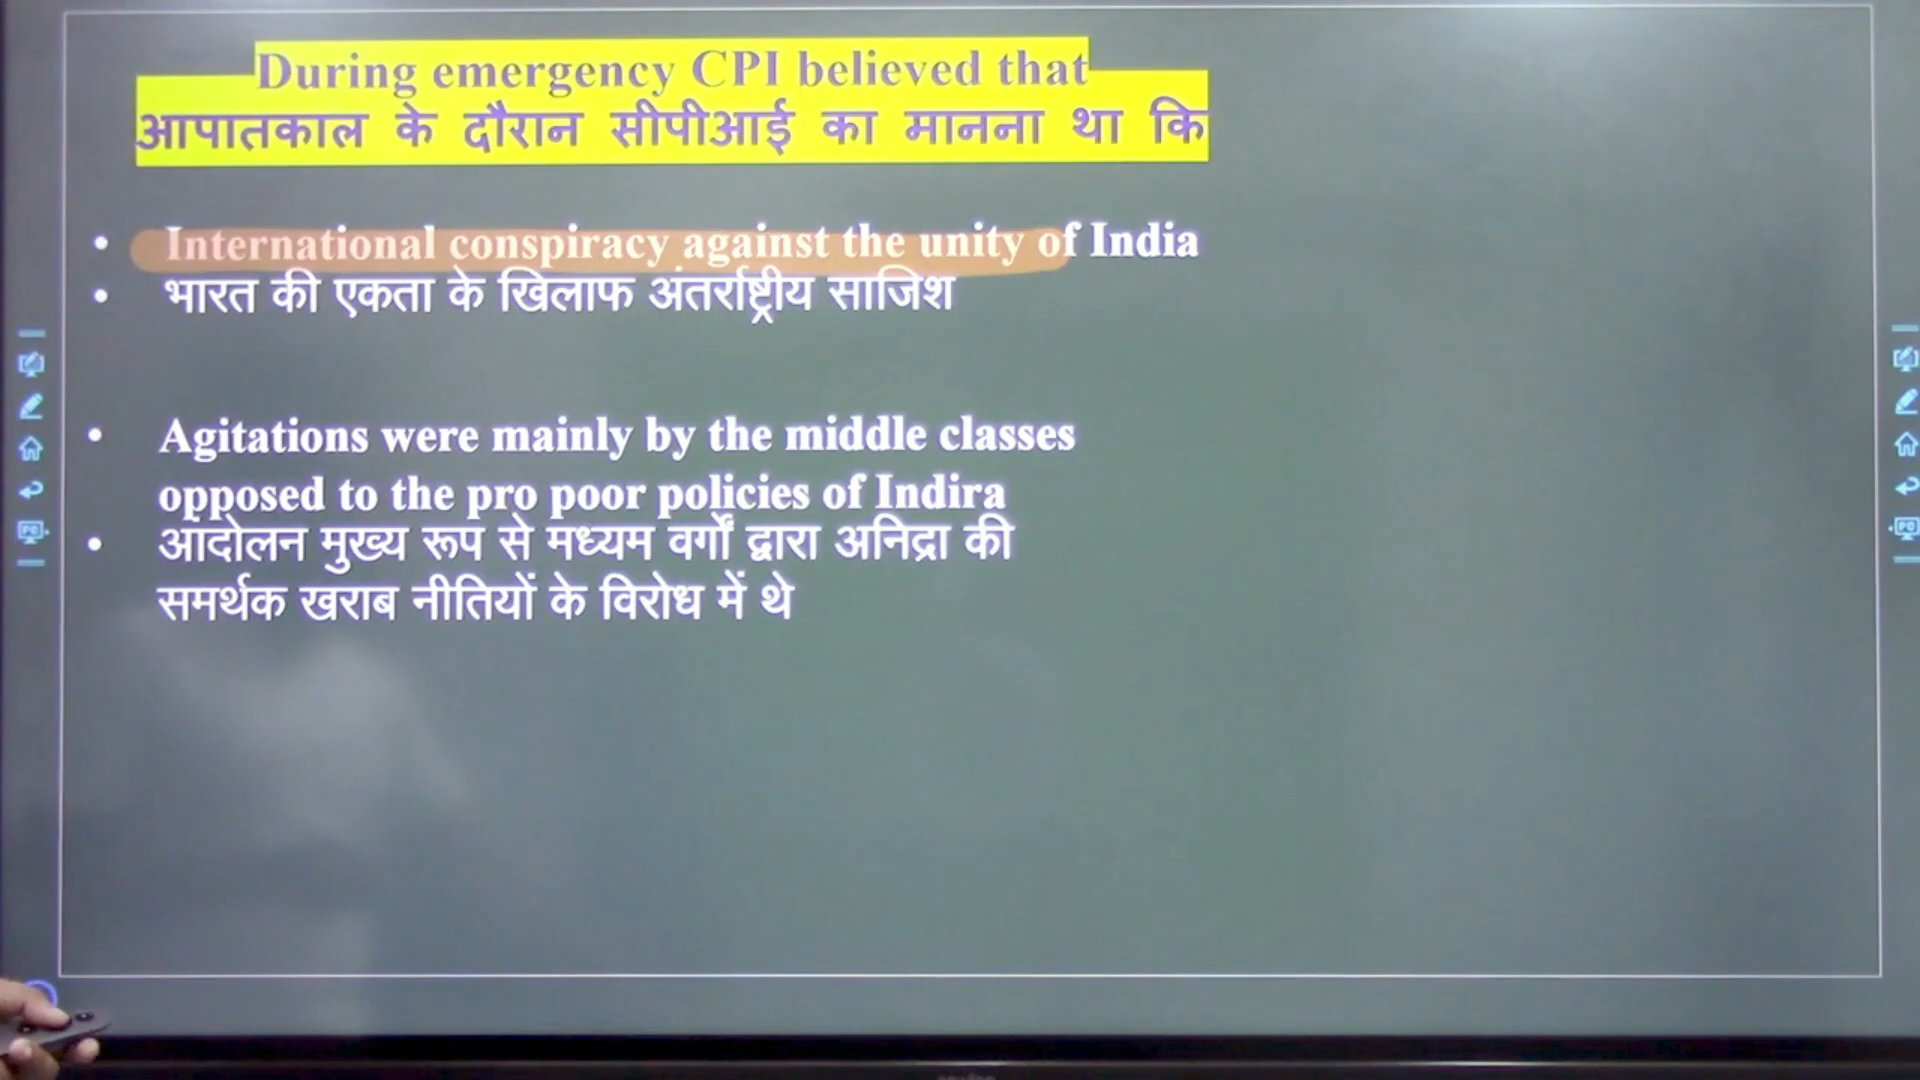 During emergency CPI believed that
आपातकाल के दौरान सीपीआई का मानना था कि
• International conspiracy against the unity of India
• भारत की एकता के खिलाफ अंतर्राष्ट्रीय साजिश
• Agitations were mainly by the middle classes
opposed to the pro poor policies of Indira
• आंदोलन मुख्य रूप से मध्यम वर्गों द्वारा अनिद्रा की
समर्थक खराब नीतियों के विरोध में थे